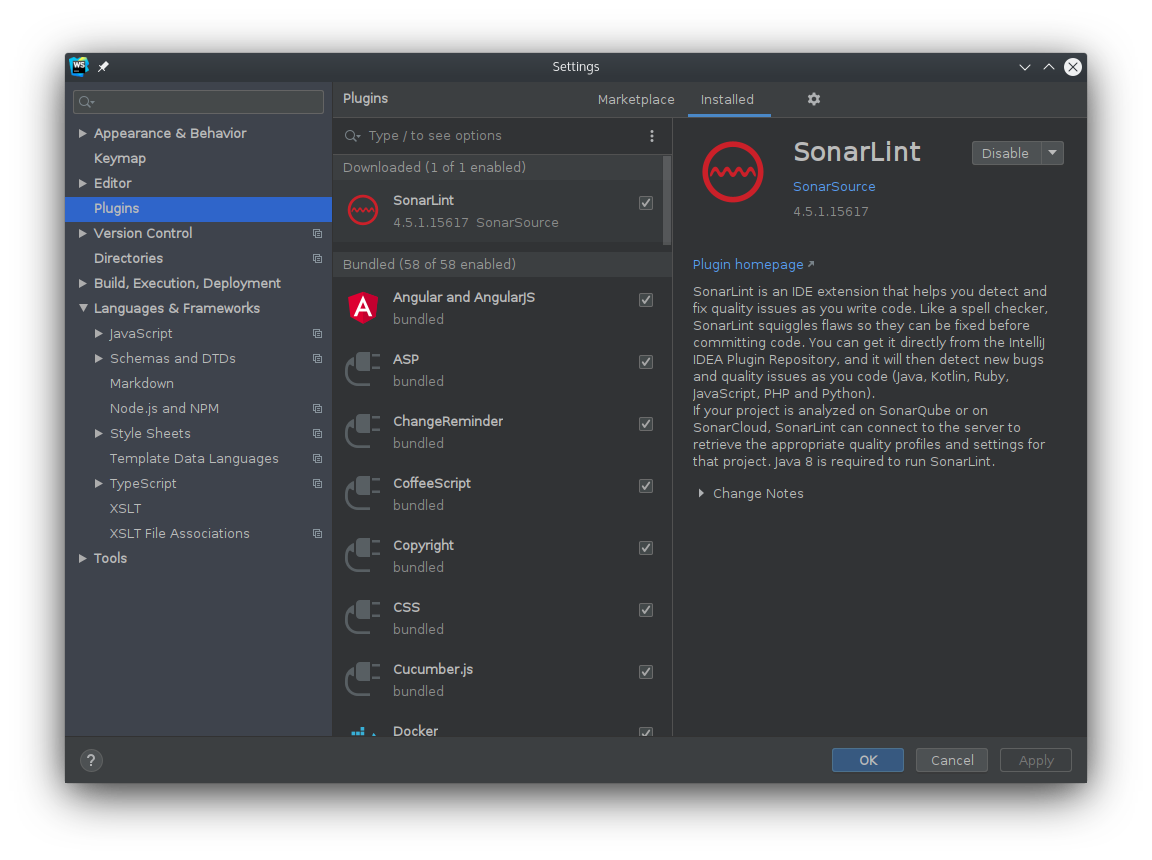 WS
Settings
Plugins
Marketplace
Installed
Appearance & Behavior
Keymap
Editor
Plugins
Version Control
Directories
Build, Execution, Deployment
Languages & Frameworks
JavaScript
Schemas and DTDs
Markdown
Node.js and NPM
Style Sheets
Template Data Languages
TypeScript
XSLT
XSLT File Associations
Tools
Type / to see options
Downloaded (1 of 1 enabled)
SonarLint
4.5.1.15617 SonarSource
Bundled (58 of 58 enabled)
A
Angular and AngularJS
bundled
ASP
bundled
ChangeReminder
bundled
CoffeeScript
bundled
Copyright
bundled
CSS
bundled
Cucumber.js
bundled
Docker
SonarLint
Disable
SonarSource
4.5.1.15617
Plugin homepage
SonarLint is an IDE extension that helps you detect and
fix quality issues as you write code. Like a spell checker,
SonarLint squiggles flaws so they can be fixed before
committing code. You can get it directly from the IntelliJ
IDEA Plugin Repository, and it will then detect new bugs
and quality issues as you code (Java, Kotlin, Ruby,
JavaScript, PHP and Python).
If your project is analyzed on SonarQube or on
SonarCloud, SonarLint can connect to the server to
retrieve the appropriate quality profiles and settings for
that project. Java 8 is required to run SonarLint.
Change Notes
?
OK
Cancel
Apply